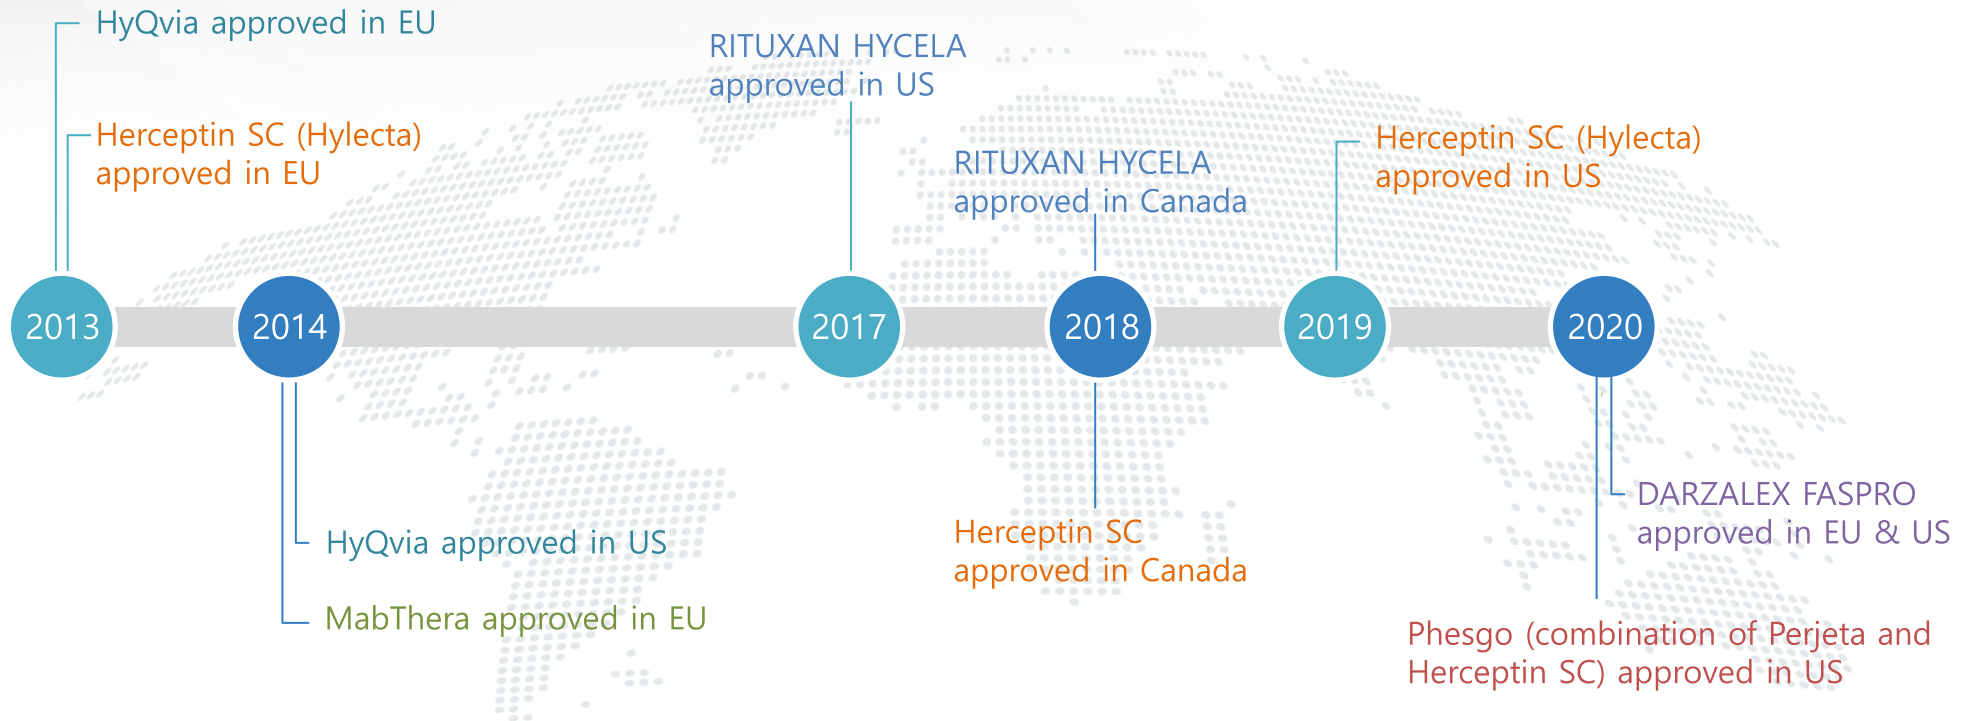 HyQvia approved in EU
Herceptin SC (Hylecta)
approved in EU
RITUXAN HYCELA
approved in US
RITUXAN HYCELA
approved in Canada
Herceptin SC (Hylecta)
approved in US
2013
2014
2017
2018
2019
2020
HyQvia approved in US
MabThera approved in EU
Herceptin SC
approved in Canada
DARZALEX FASPRO
approved in EU & US
Phesgo (combination of Perjeta and
Herceptin SC) approved in US